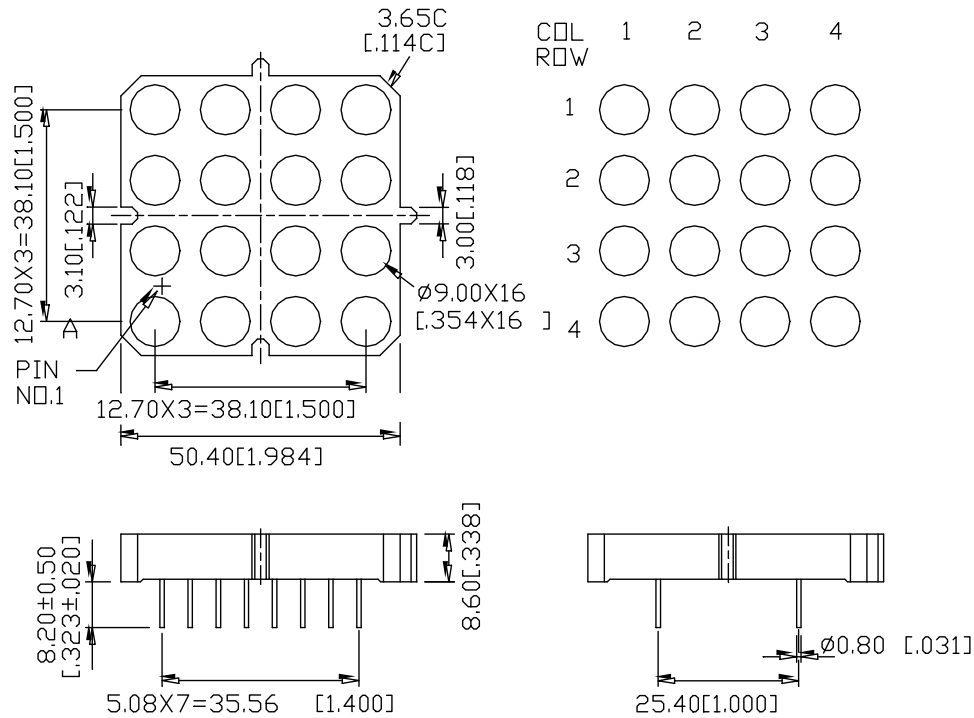 3.65C
[.114C]
COL 1 2 3 4
ROW
1
2
3
4
12.70X3=38.10[1.500]
3.10[.122]
3.00[.118]
Ø9.00X16
[.354X16 ]
A
PIN
NO.1
12.70X3=38.10[1.500]
50.40[1.984]
8.20±0.50
[.323±.020]
8.60[.338]
5.08X7=35.56 [1.400]
Ø0.80 [.031]
25.40[1.000]